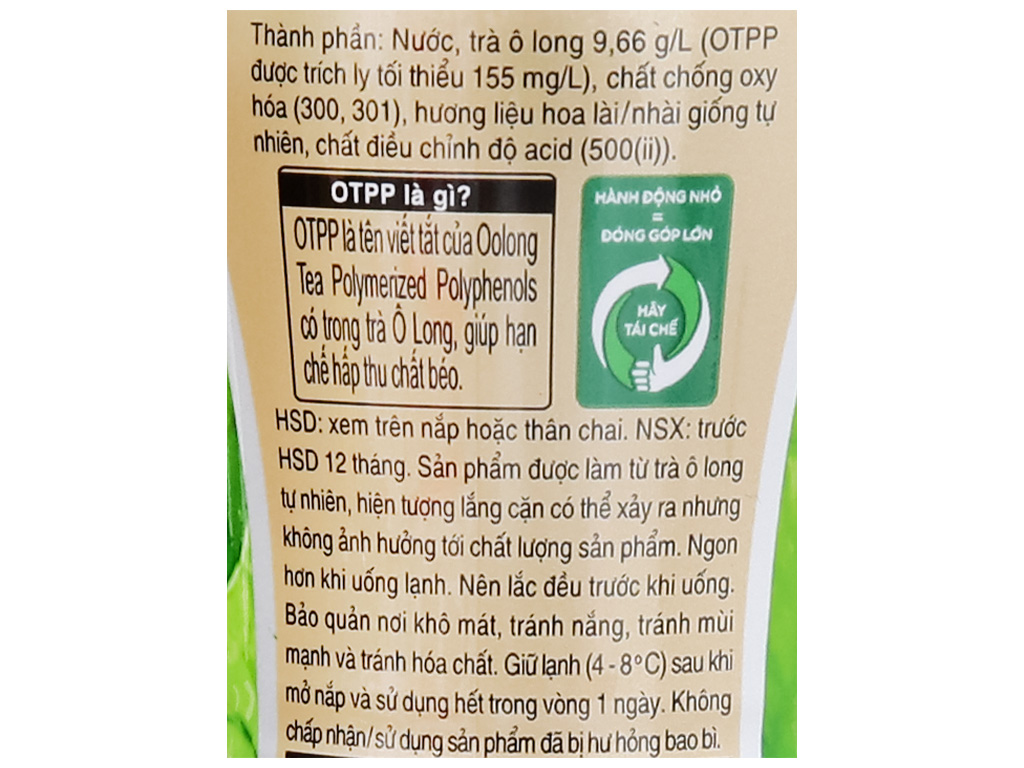 Thành phần: Nước, trà ô long 9,66 g/L (OTPP
được trích ly tối thiểu 155 mg/L), chất chống oxy
hóa (300, 301), hương liệu hoa lài/nhài giống tự
nhiên, chất điều chỉnh độ acid (500(ii)).
OTPP là gì?
OTPP là tên viết tắt của Oolong
Tea Polymerized Polyphenols
có trong trà Ô Long, giúp hạn
chế hấp thu chất béo.
HÀNH ĐỘNG NHỎ
=
ĐÓNG GÓP LỚN
HÃY
TÁI CHẾ
HSD: xem trên nắp hoặc thân chai. NSX: trước
HSD 12 tháng. Sản phẩm được làm từ trà ô long
tự nhiên, hiện tượng lắng cặn có thể xảy ra nhưng
không ảnh hưởng tới chất lượng sản phẩm. Ngon
hơn khi uống lạnh. Nên lắc đều trước khi uống.
Bảo quản nơi khô mát, tránh nắng, tránh mùi
mạnh và tránh hóa chất. Giữ lạnh (4 - 8°C) sau khi
mở nắp và sử dụng hết trong vòng 1 ngày. Không
chấp nhận/sử dụng sản phẩm đã bị hư hỏng bao bì.